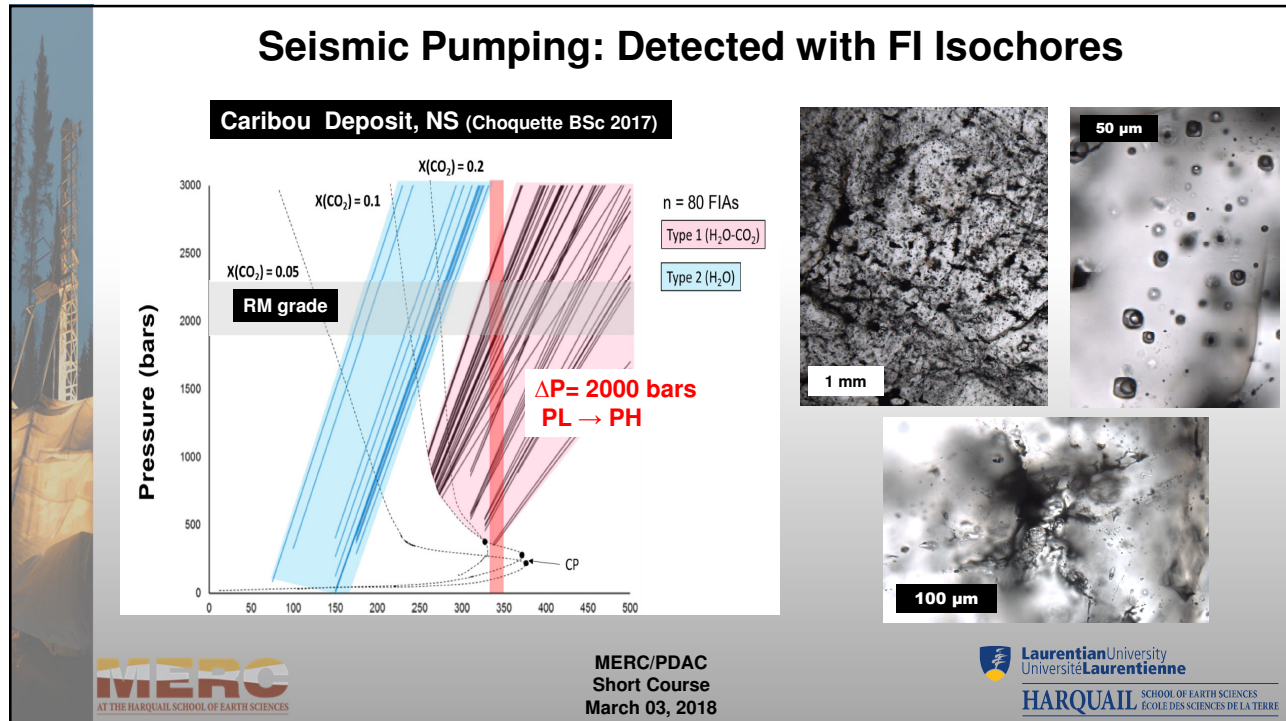 Seismic Pumping: Detected with FI Isochores
Caribou Deposit, NS (Choquette BSc 2017)
X(CO₂) = 0.2
X(CO₂) = 0.1
X(CO₂) = 0.05
3000
2500
2000
1500
1000
500
0
Pressure (bars)
RM grade
n = 80 FIAs
Type 1 (H₂O-CO₂)
Type 2 (H₂O)
ΔP= 2000 bars
PL → PH
CP
0 50 100 150 200 250 300 350 400 450 500
1 mm
50 µm
100 µm
MERC
AT THE HARQUAIL SCHOOL OF EARTH SCIENCES
MERC/PDAC
Short Course
March 03, 2018
LaurentianUniversity
UniversitéLaurentienne
HARQUAIL SCHOOL OF EARTH SCIENCES
ÉCOLE DES SCIENCES DE LA TERRE